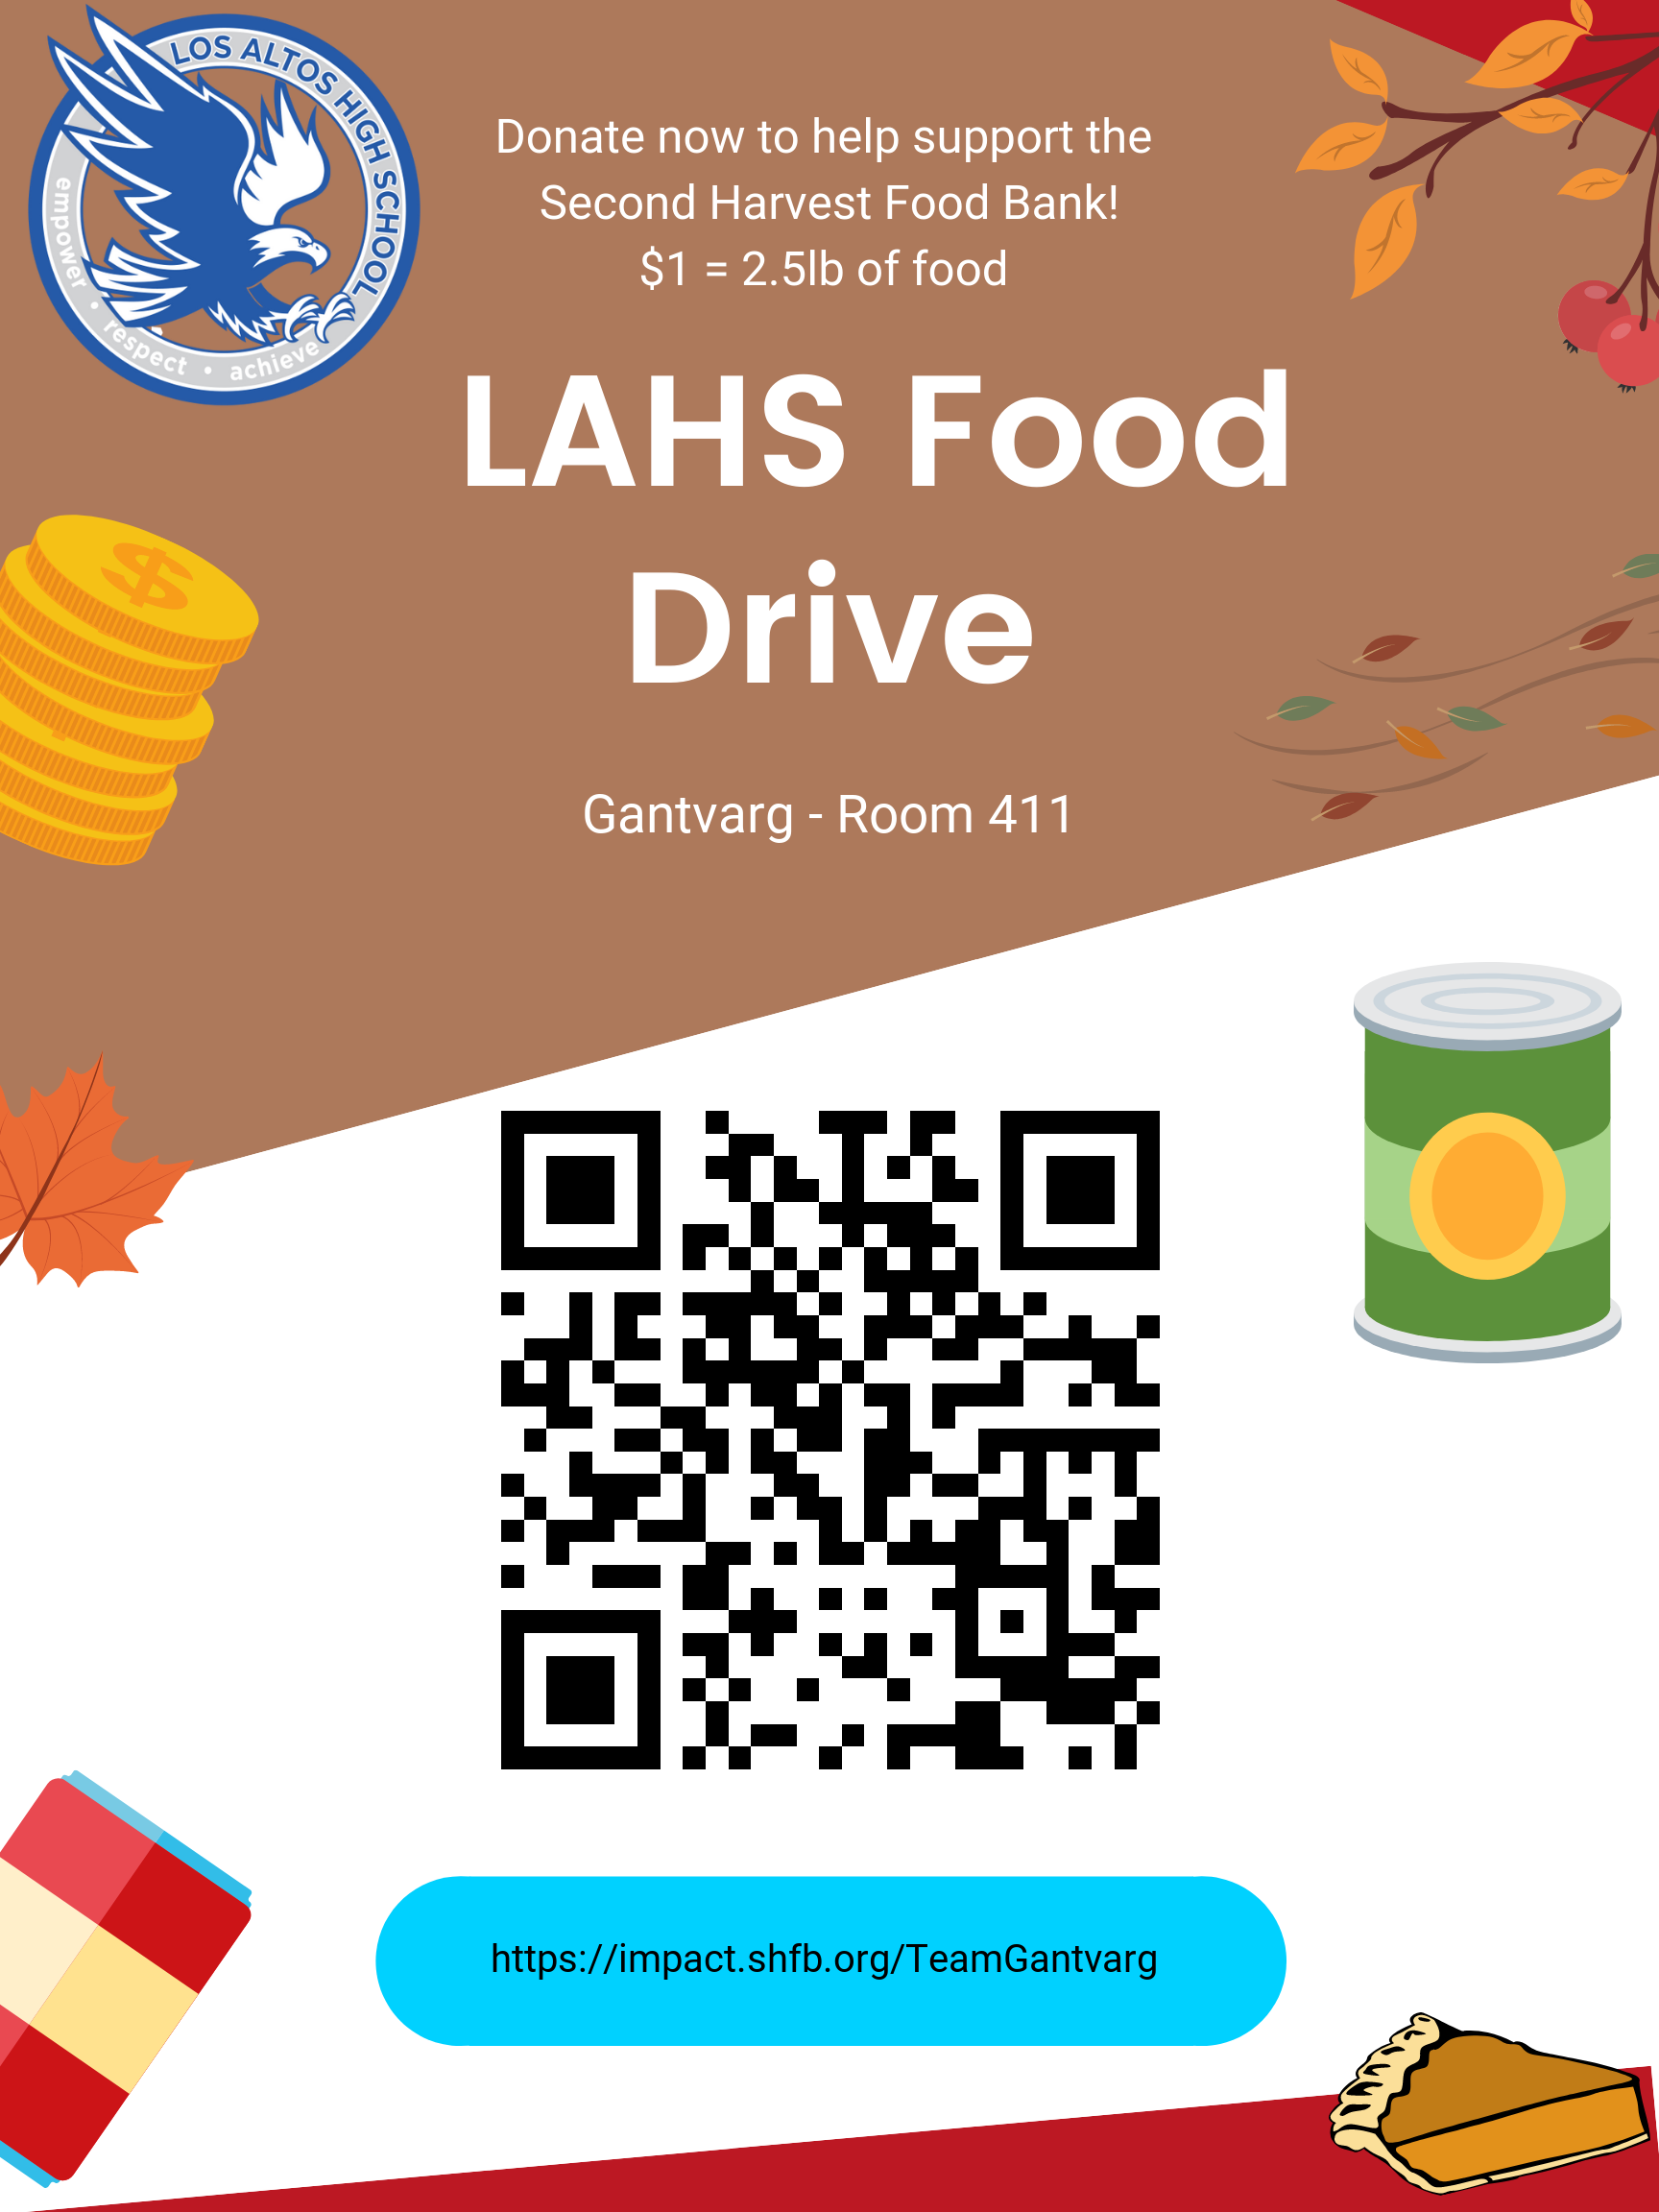 LOS ALTOS HIGH SCHOOL
empower • respect • achieve
Donate now to help support the
Second Harvest Food Bank!
$1 = 2.5lb of food
LAHS Food
Drive
Gantvarg - Room 411
$
https://impact.shfb.org/TeamGantvarg